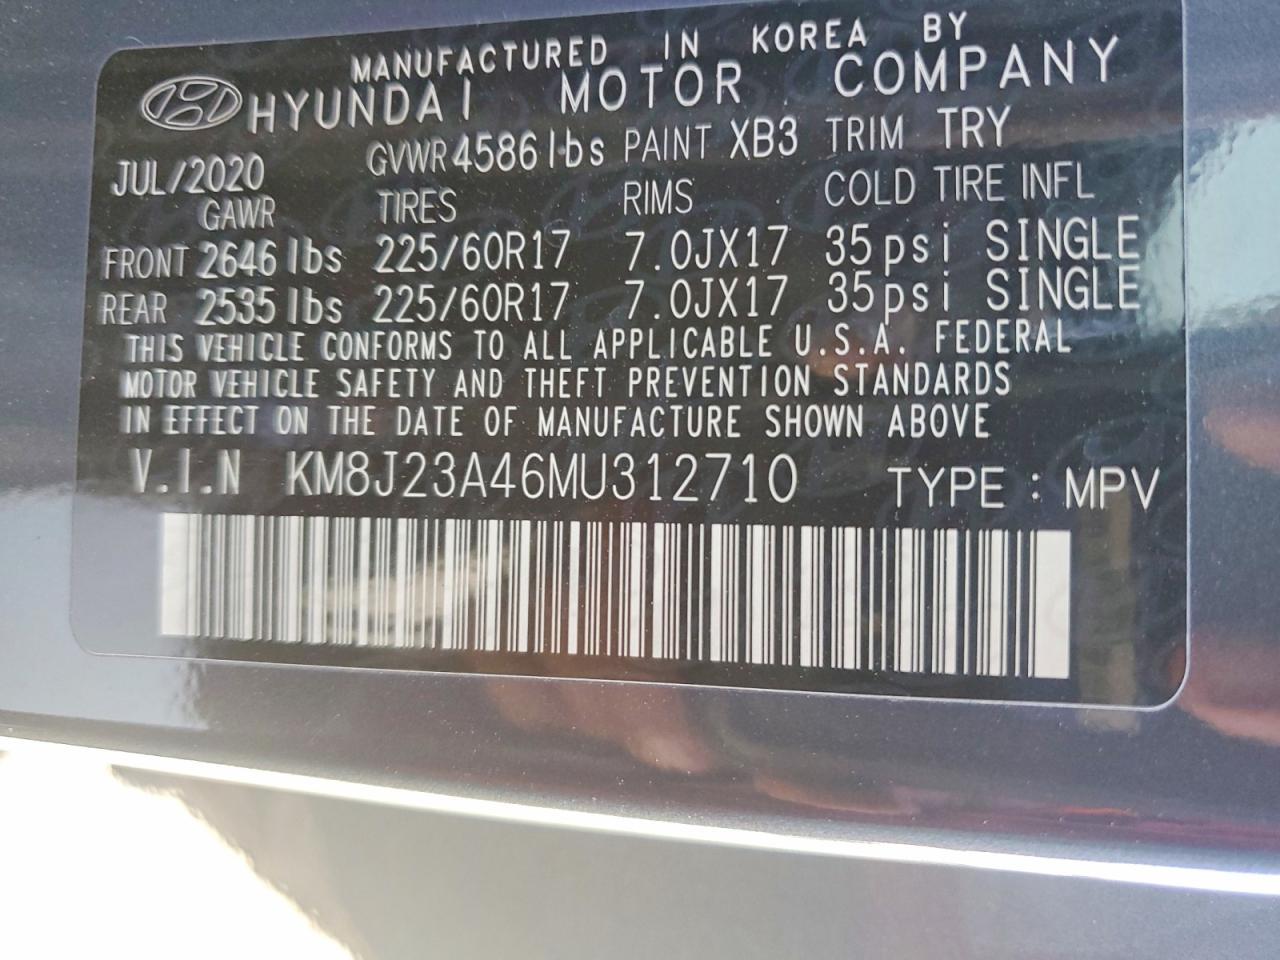 MANUFACTURED IN KOREA BY
HYUNDAI MOTOR COMPANY
JUL/2020 GVWR 4586 lbs PAINT XB3 TRIM TRY
GAWR TIRES RIMS COLD TIRE INFL
FRONT 2646 lbs 225/60R17 7.0JX17 35psi SINGLE
REAR 2535 lbs 225/60R17 7.0JX17 35psi SINGLE
THIS VEHICLE CONFORMS TO ALL APPLICABLE U.S.A. FEDERAL
MOTOR VEHICLE SAFETY AND THEFT PREVENTION STANDARDS
IN EFFECT ON THE DATE OF MANUFACTURE SHOWN ABOVE
V.I.N KM8J23A46MU312710 TYPE : MPV